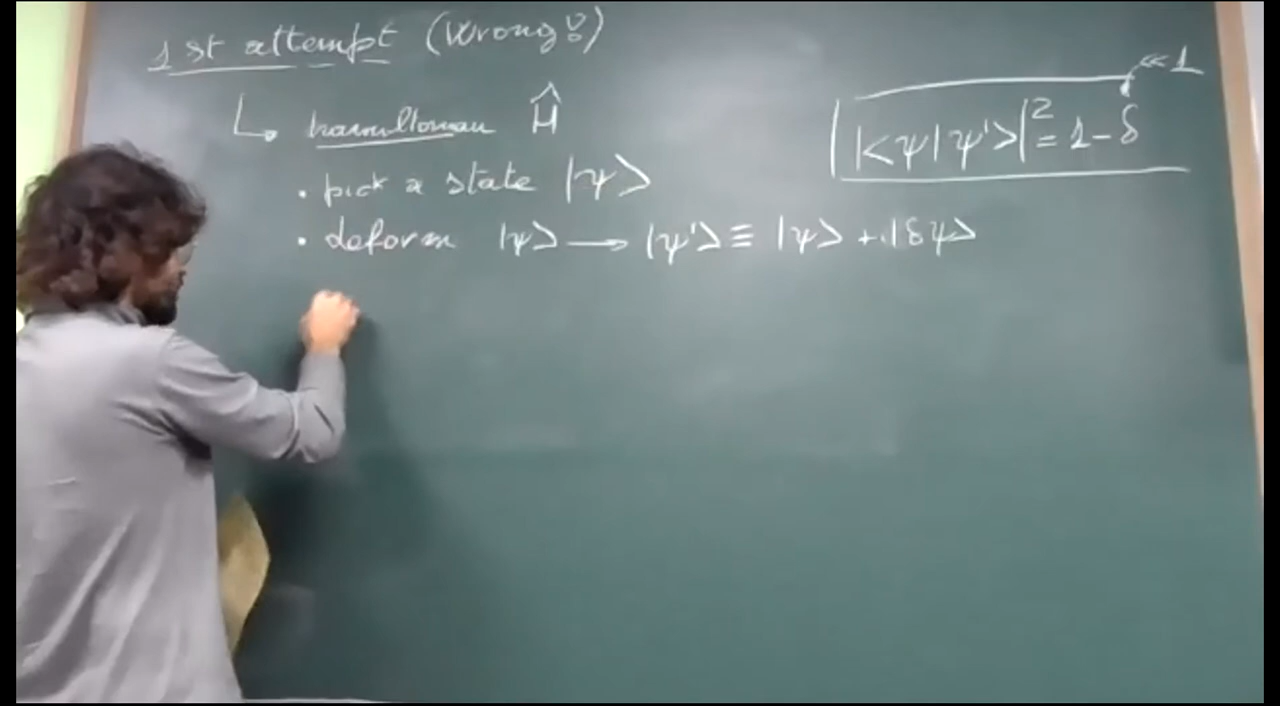 1st attempt (Wrong!)
↳ hamiltonian Ĥ
• pick a state |ψ⟩
• deform |ψ⟩ → |ψ'⟩ ≡ |ψ⟩ + |δψ⟩
≪1
|⟨ψ|ψ'⟩|² = 1-δ